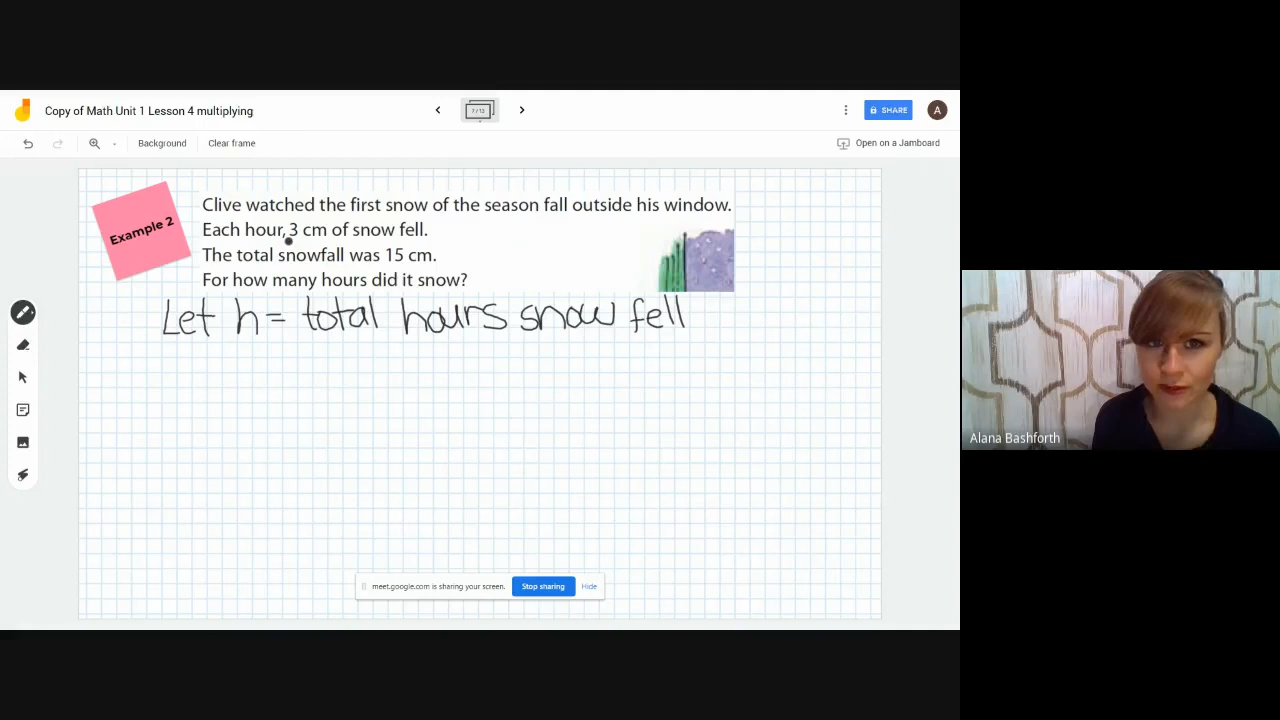 Copy of Math Unit 1 Lesson 4 multiplying
7 / 13
SHARE
A
Background
Clear frame
Open on a Jamboard
Example 2
Clive watched the first snow of the season fall outside his window.
Each hour, 3 cm of snow fell.
The total snowfall was 15 cm.
For how many hours did it snow?
Let h = total hours snow fell
Alana Bashforth
meet.google.com is sharing your screen.
Stop sharing
Hide